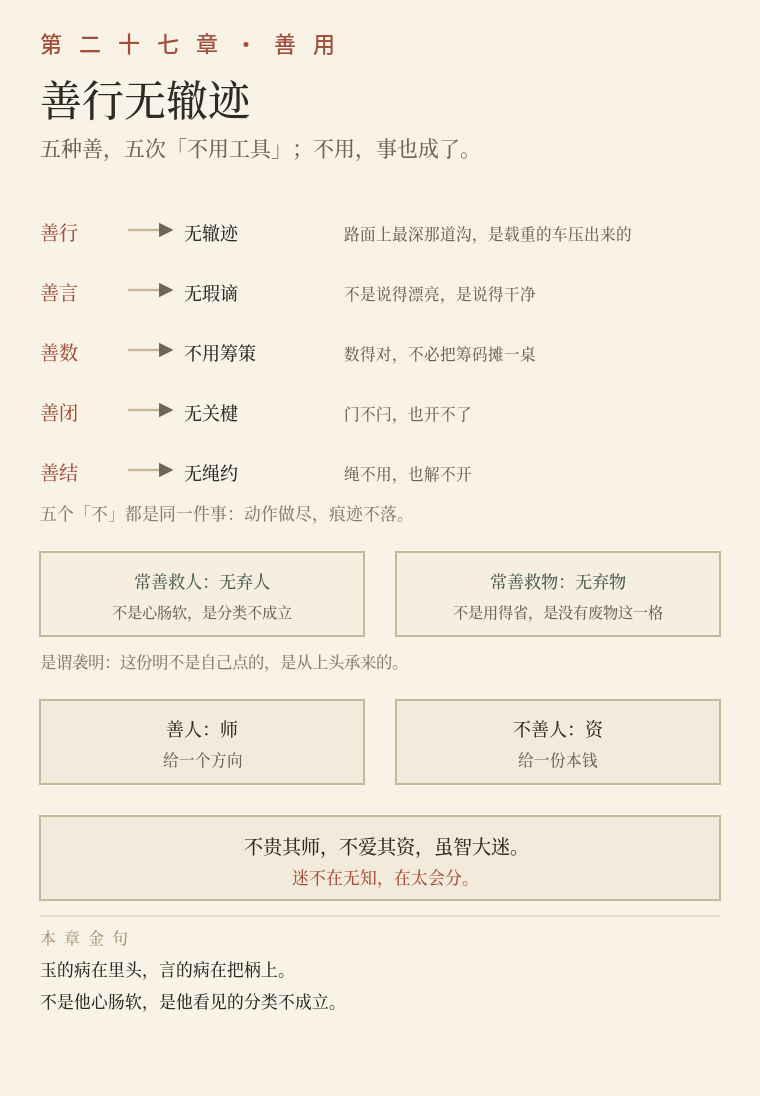 第二十七章·善用
善行无辙迹
五种善，五次「不用工具」；不用，事也成了。
善行 无辙迹 路面上最深那道沟，是载重的车压出来的
善言 无瑕谪 不是说得漂亮，是说得干净
善数 不用筹策 数得对，不必把筹码摊一桌
善闭 无关楗 门不闩，也开不了
善结 无绳约 绳不用，也解不开
五个「不」都是同一件事：动作做尽，痕迹不落。
常善救人：无弃人
不是心肠软，是分类不成立
常善救物：无弃物
不是用得省，是没有废物这一格
是谓袭明：这份明不是自己点的，是从上头承来的。
善人：师
给一个方向
不善人：资
给一份本钱
不贵其师，不爱其资，虽智大迷。
迷不在无知，在太会分。
本章金句
玉的病在里头，言的病在把柄上。
不是他心肠软，是他看见的分类不成立。